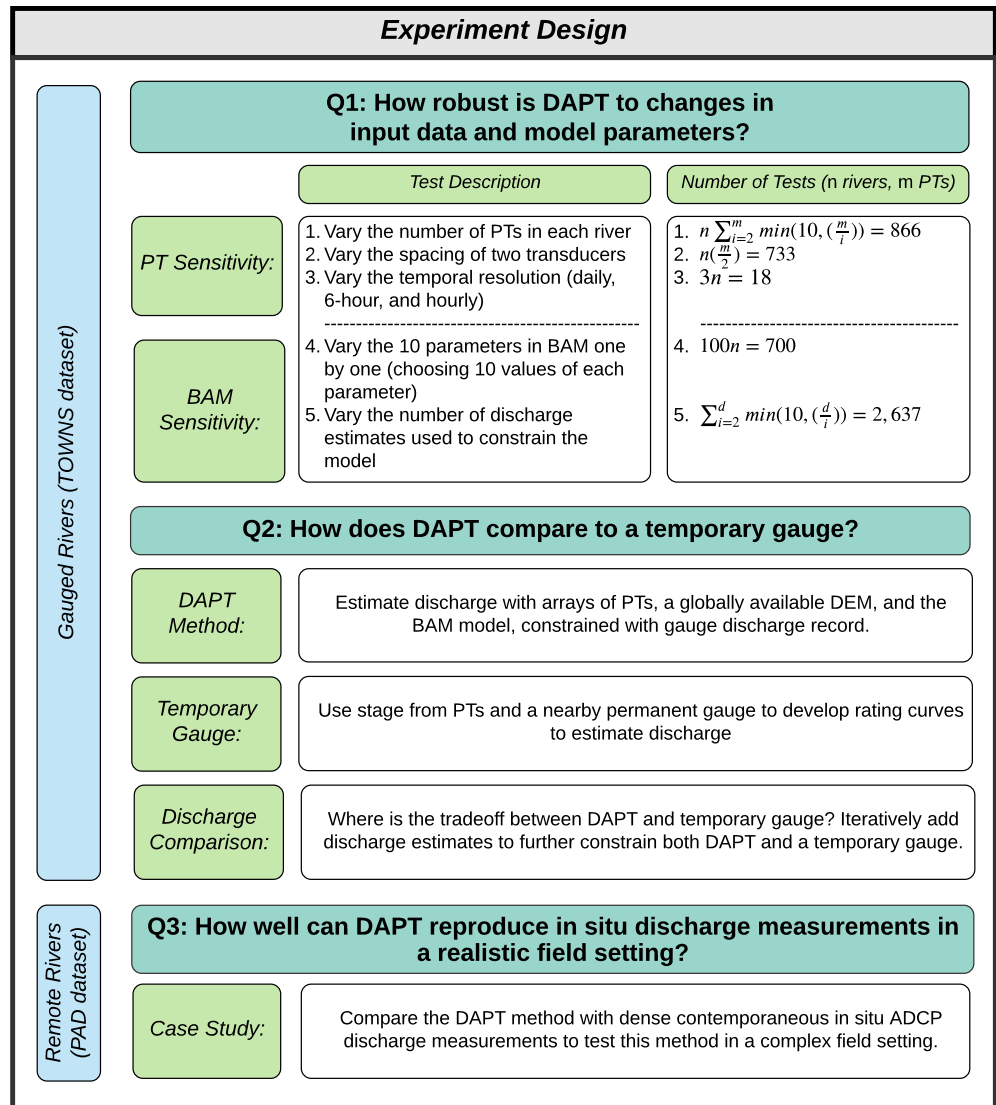 Experiment Design
Gauged Rivers (TOWNS dataset)
Q1: How robust is DAPT to changes in
input data and model parameters?
Test Description
Number of Tests (n rivers, m PTs)
PT Sensitivity:
1. Vary the number of PTs in each river
2. Vary the spacing of two transducers
3. Vary the temporal resolution (daily,
6-hour, and hourly)
--------------------------------------------------
1. n ∑_{i=2}^{m} min(10, (m/i)) = 866
2. n(m/2) = 733
3. 3n = 18
-----------------------------------------
BAM
Sensitivity:
4. Vary the 10 parameters in BAM one
by one (choosing 10 values of each
parameter)
5. Vary the number of discharge
estimates used to constrain the
model
4. 100n = 700
5. ∑_{i=2}^{d} min(10, (d/i)) = 2,637
Q2: How does DAPT compare to a temporary gauge?
DAPT
Method:
Estimate discharge with arrays of PTs, a globally available DEM, and the
BAM model, constrained with gauge discharge record.
Temporary
Gauge:
Use stage from PTs and a nearby permanent gauge to develop rating curves
to estimate discharge
Discharge
Comparison:
Where is the tradeoff between DAPT and temporary gauge? Iteratively add
discharge estimates to further constrain both DAPT and a temporary gauge.
Remote Rivers
(PAD dataset)
Q3: How well can DAPT reproduce in situ discharge measurements in
a realistic field setting?
Case Study:
Compare the DAPT method with dense contemporaneous in situ ADCP
discharge measurements to test this method in a complex field setting.